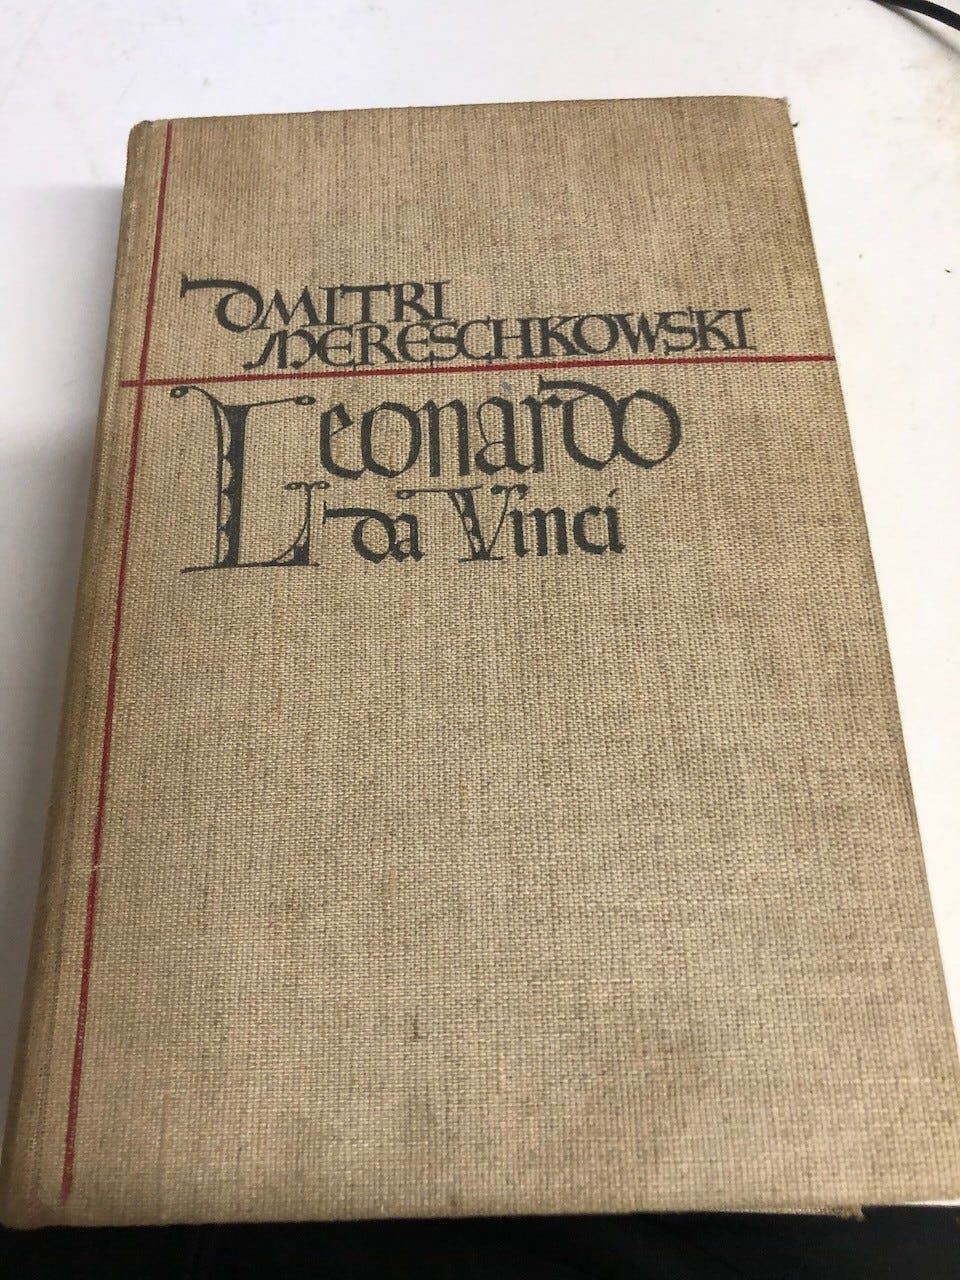 DMITRI
MERESCHKOWSKI
Leonardo
da Vinci